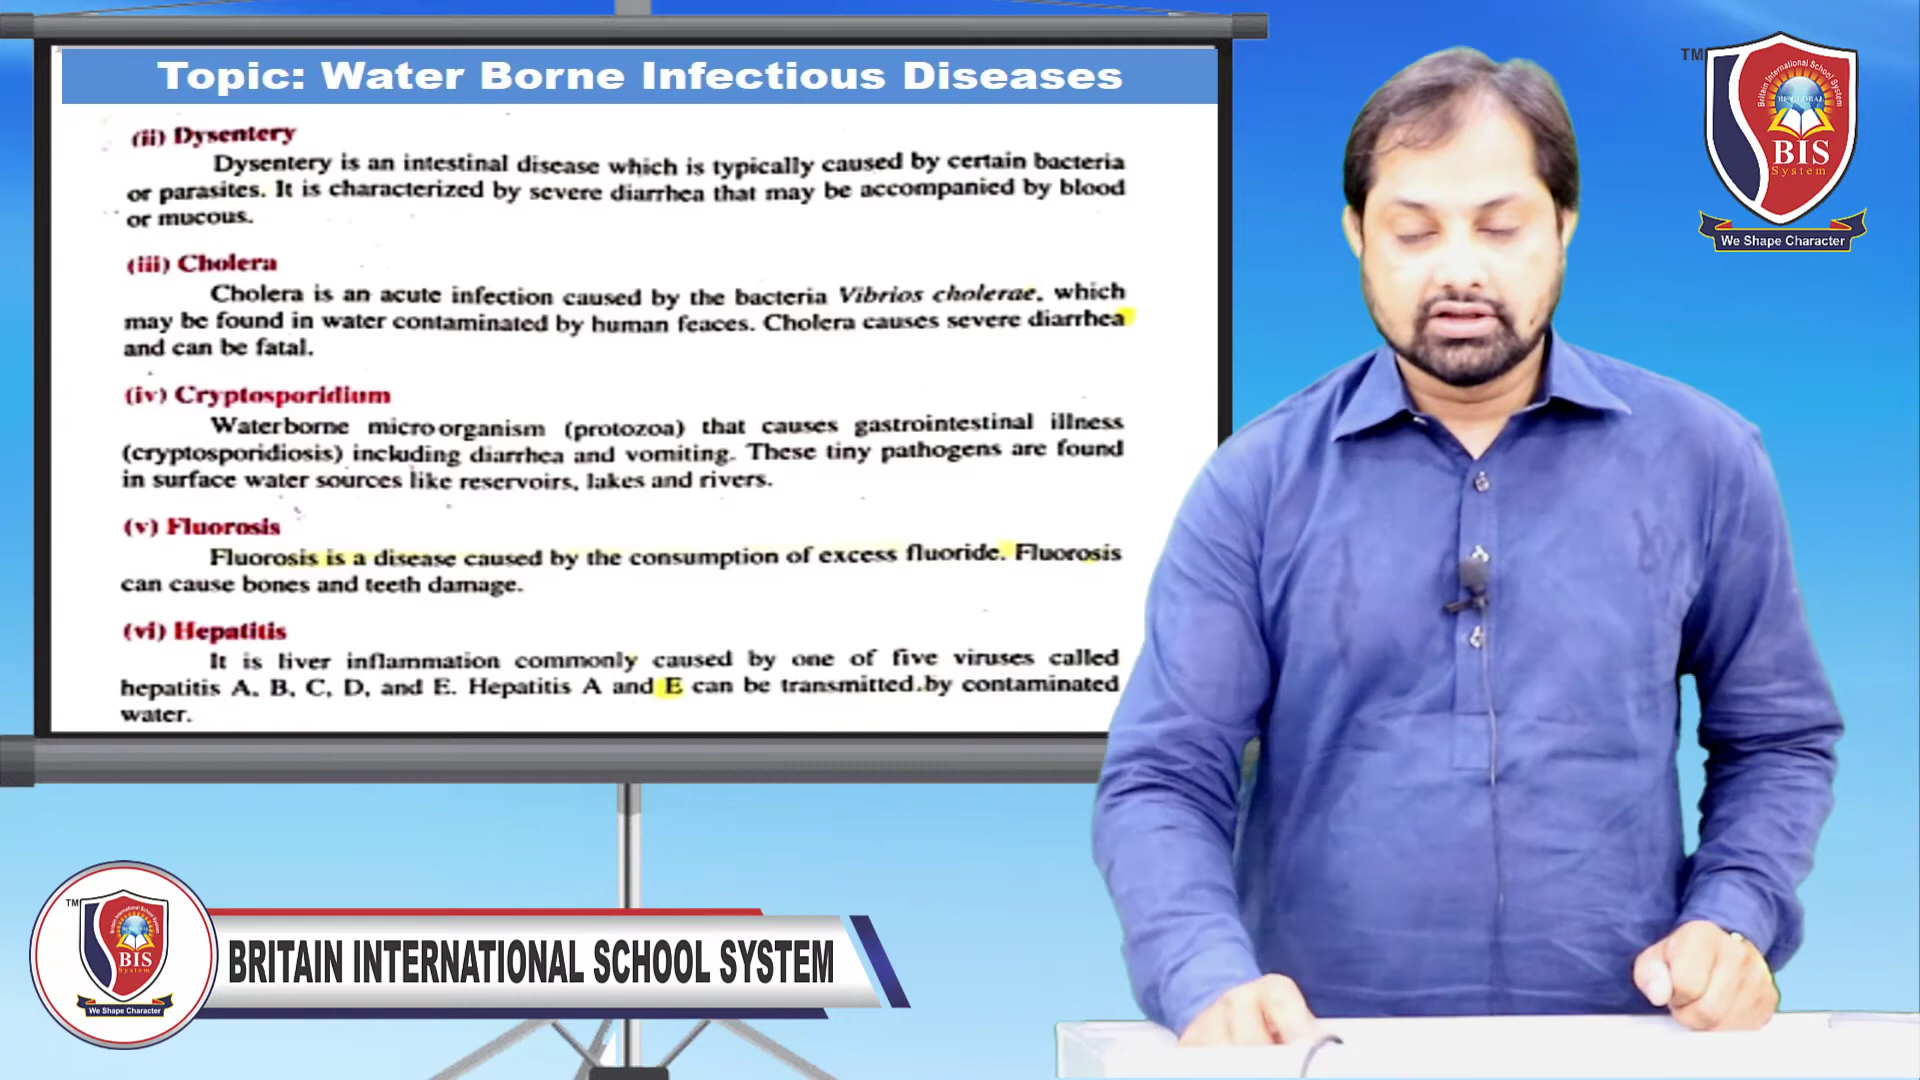 Topic: Water Borne Infectious Diseases
(ii) Dysentery
Dysentery is an intestinal disease which is typically caused by certain bacteria
or parasites. It is characterized by severe diarrhea that may be accompanied by blood
or mucous.
(iii) Cholera
Cholera is an acute infection caused by the bacteria Vibrios cholerae, which
may be found in water contaminated by human feaces. Cholera causes severe diarrhea
and can be fatal.
(iv) Cryptosporidium
Waterborne microorganism (protozoa) that causes gastrointestinal illness
(cryptosporidiosis) including diarrhea and vomiting. These tiny pathogens are found
in surface water sources like reservoirs, lakes and rivers.
(v) Fluorosis
Fluorosis is a disease caused by the consumption of excess fluoride. Fluorosis
can cause bones and teeth damage.
(vi) Hepatitis
It is liver inflammation commonly caused by one of five viruses called
hepatitis A, B, C, D, and E. Hepatitis A and E can be transmitted by contaminated
water.
TM
Britain International School System
BE GLOBAL
BIS
System
We Shape Character
TM
BIS
System
We Shape Character
BRITAIN INTERNATIONAL SCHOOL SYSTEM